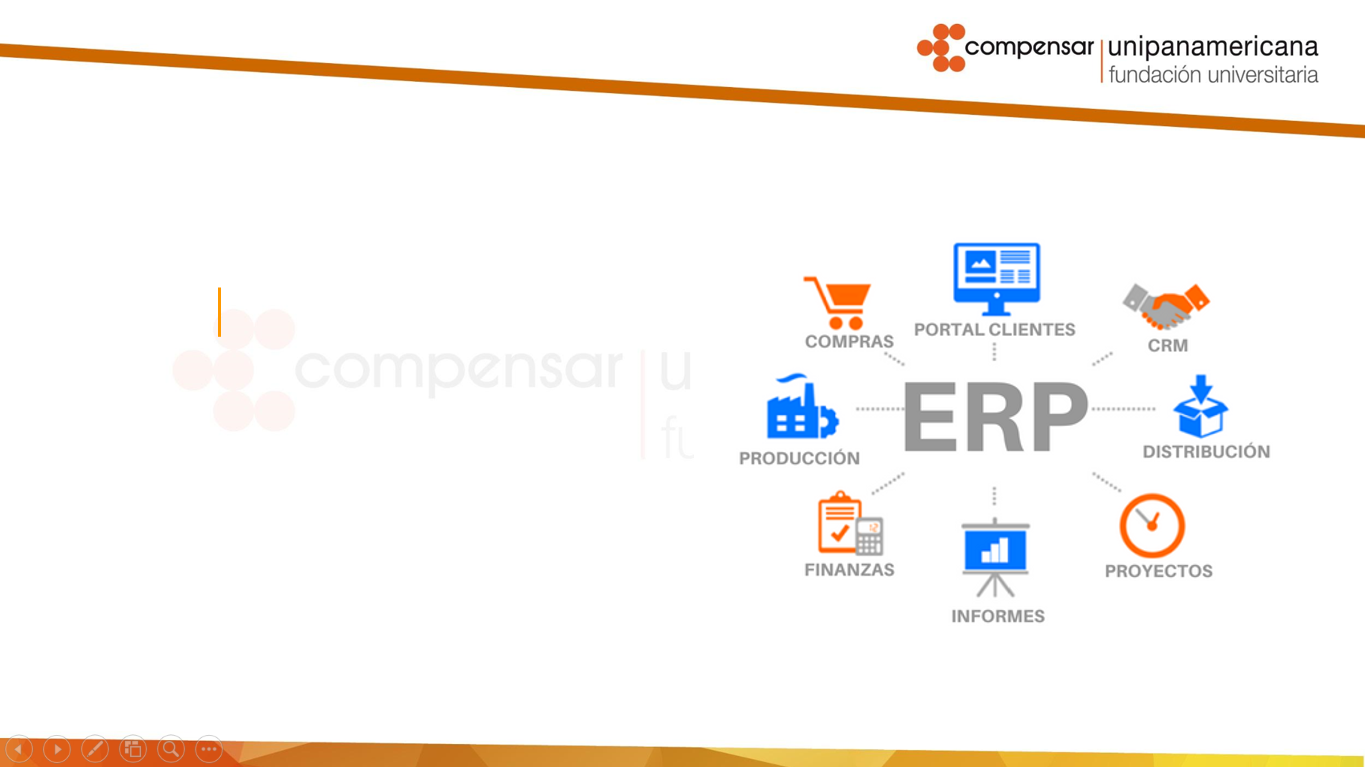 compensar unipanamericana
fundación universitaria
compensar u
fu
PORTAL CLIENTES
COMPRAS
CRM
ERP
PRODUCCIÓN
DISTRIBUCIÓN
FINANZAS
PROYECTOS
INFORMES